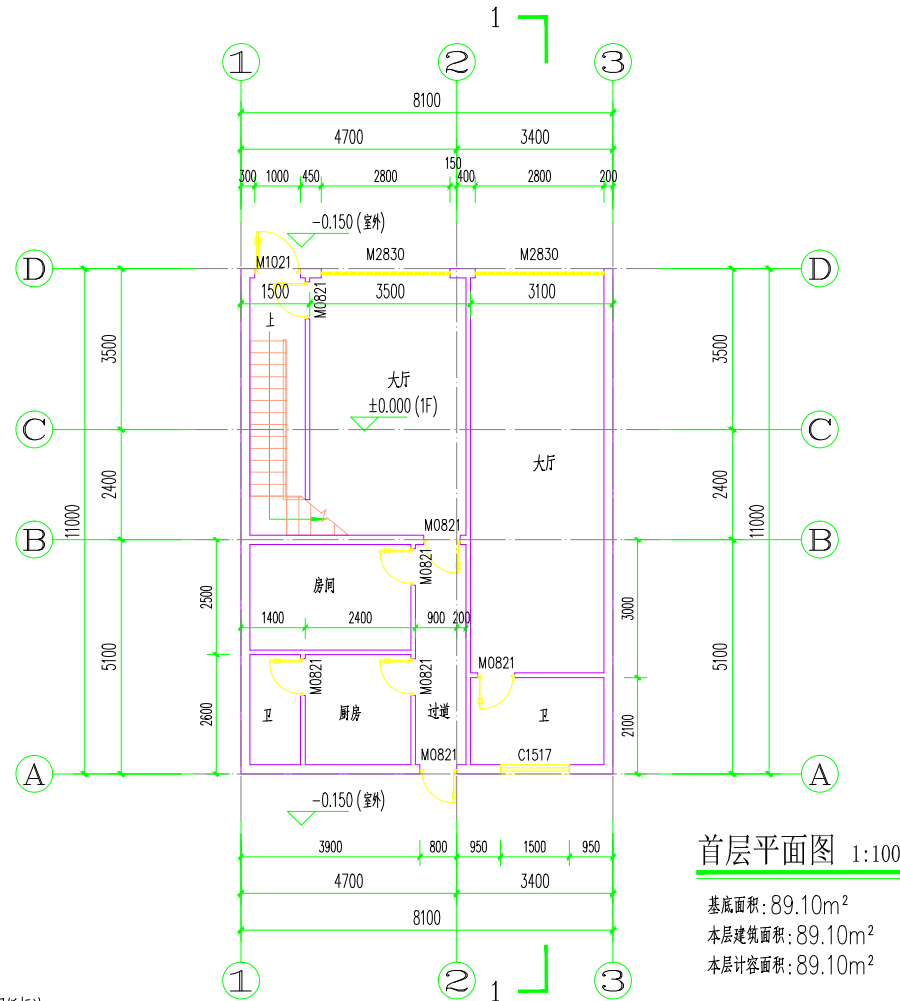 1
1 2 3
8100
4700 3400
150
300 1000 450 2800 400 2800 200
-0.150 (室外)
D M1021 M2830 M2830 D
1500 M0821 3500 3100
上
3500 3500
大厅
±0.000 (1F)
C C
大厅
2400 2400
11000 11000
M0821
B B
M0821
房间
2500 3000
1400 2400 900 200
5100 5100
M0821 M0821 M0821
2600 卫 厨房 过道 卫 2100
M0821 C1517
A A
-0.150 (室外)
3900 800 950 1500 950
首层平面图 1:100
4700 3400
基底面积:89.10m²
8100
本层建筑面积:89.10m²
本层计容面积:89.10m²
1 2 3
1